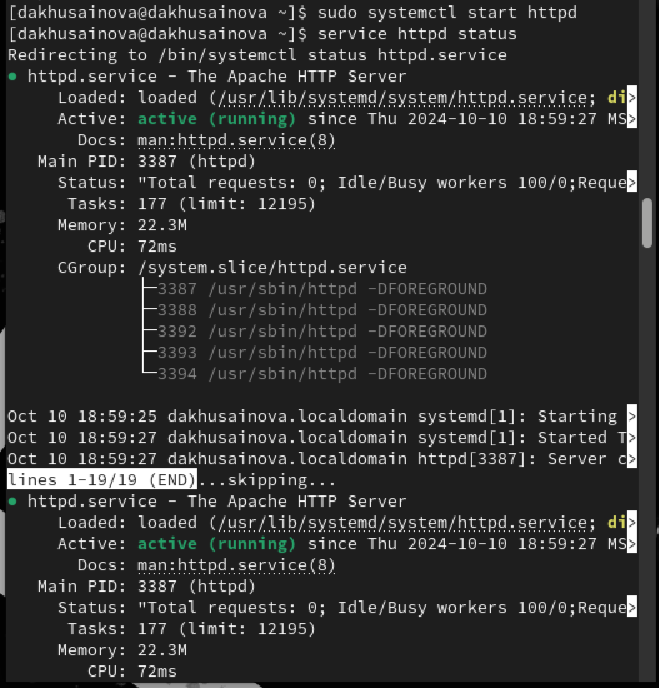 [dakhusainova@dakhusainova ~]$ sudo systemctl start httpd
[dakhusainova@dakhusainova ~]$ service httpd status
Redirecting to /bin/systemctl status httpd.service
● httpd.service - The Apache HTTP Server
     Loaded: loaded (/usr/lib/systemd/system/httpd.service; di>
     Active: active (running) since Thu 2024-10-10 18:59:27 MS>
       Docs: man:httpd.service(8)
   Main PID: 3387 (httpd)
     Status: "Total requests: 0; Idle/Busy workers 100/0;Reque>
      Tasks: 177 (limit: 12195)
     Memory: 22.3M
        CPU: 72ms
     CGroup: /system.slice/httpd.service
             ├─3387 /usr/sbin/httpd -DFOREGROUND
             ├─3388 /usr/sbin/httpd -DFOREGROUND
             ├─3392 /usr/sbin/httpd -DFOREGROUND
             ├─3393 /usr/sbin/httpd -DFOREGROUND
             └─3394 /usr/sbin/httpd -DFOREGROUND
Oct 10 18:59:25 dakhusainova.localdomain systemd[1]: Starting >
Oct 10 18:59:27 dakhusainova.localdomain systemd[1]: Started T>
Oct 10 18:59:27 dakhusainova.localdomain httpd[3387]: Server c>
lines 1-19/19 (END)...skipping...
● httpd.service - The Apache HTTP Server
     Loaded: loaded (/usr/lib/systemd/system/httpd.service; di>
     Active: active (running) since Thu 2024-10-10 18:59:27 MS>
       Docs: man:httpd.service(8)
   Main PID: 3387 (httpd)
     Status: "Total requests: 0; Idle/Busy workers 100/0;Reque>
      Tasks: 177 (limit: 12195)
     Memory: 22.3M
        CPU: 72ms